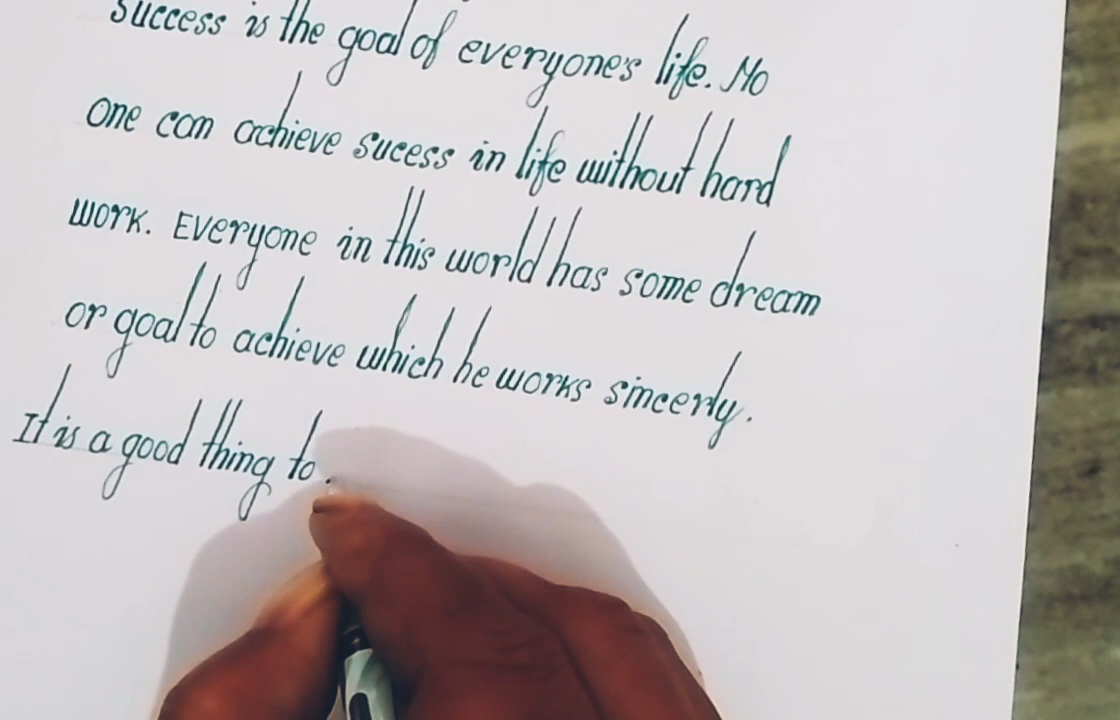 Success is the goal of everyone's life. No
one can achieve sucess in life without hard
work. Everyone in this world has some dream
or goal to achieve which he works sincerly.
It is a good thing to